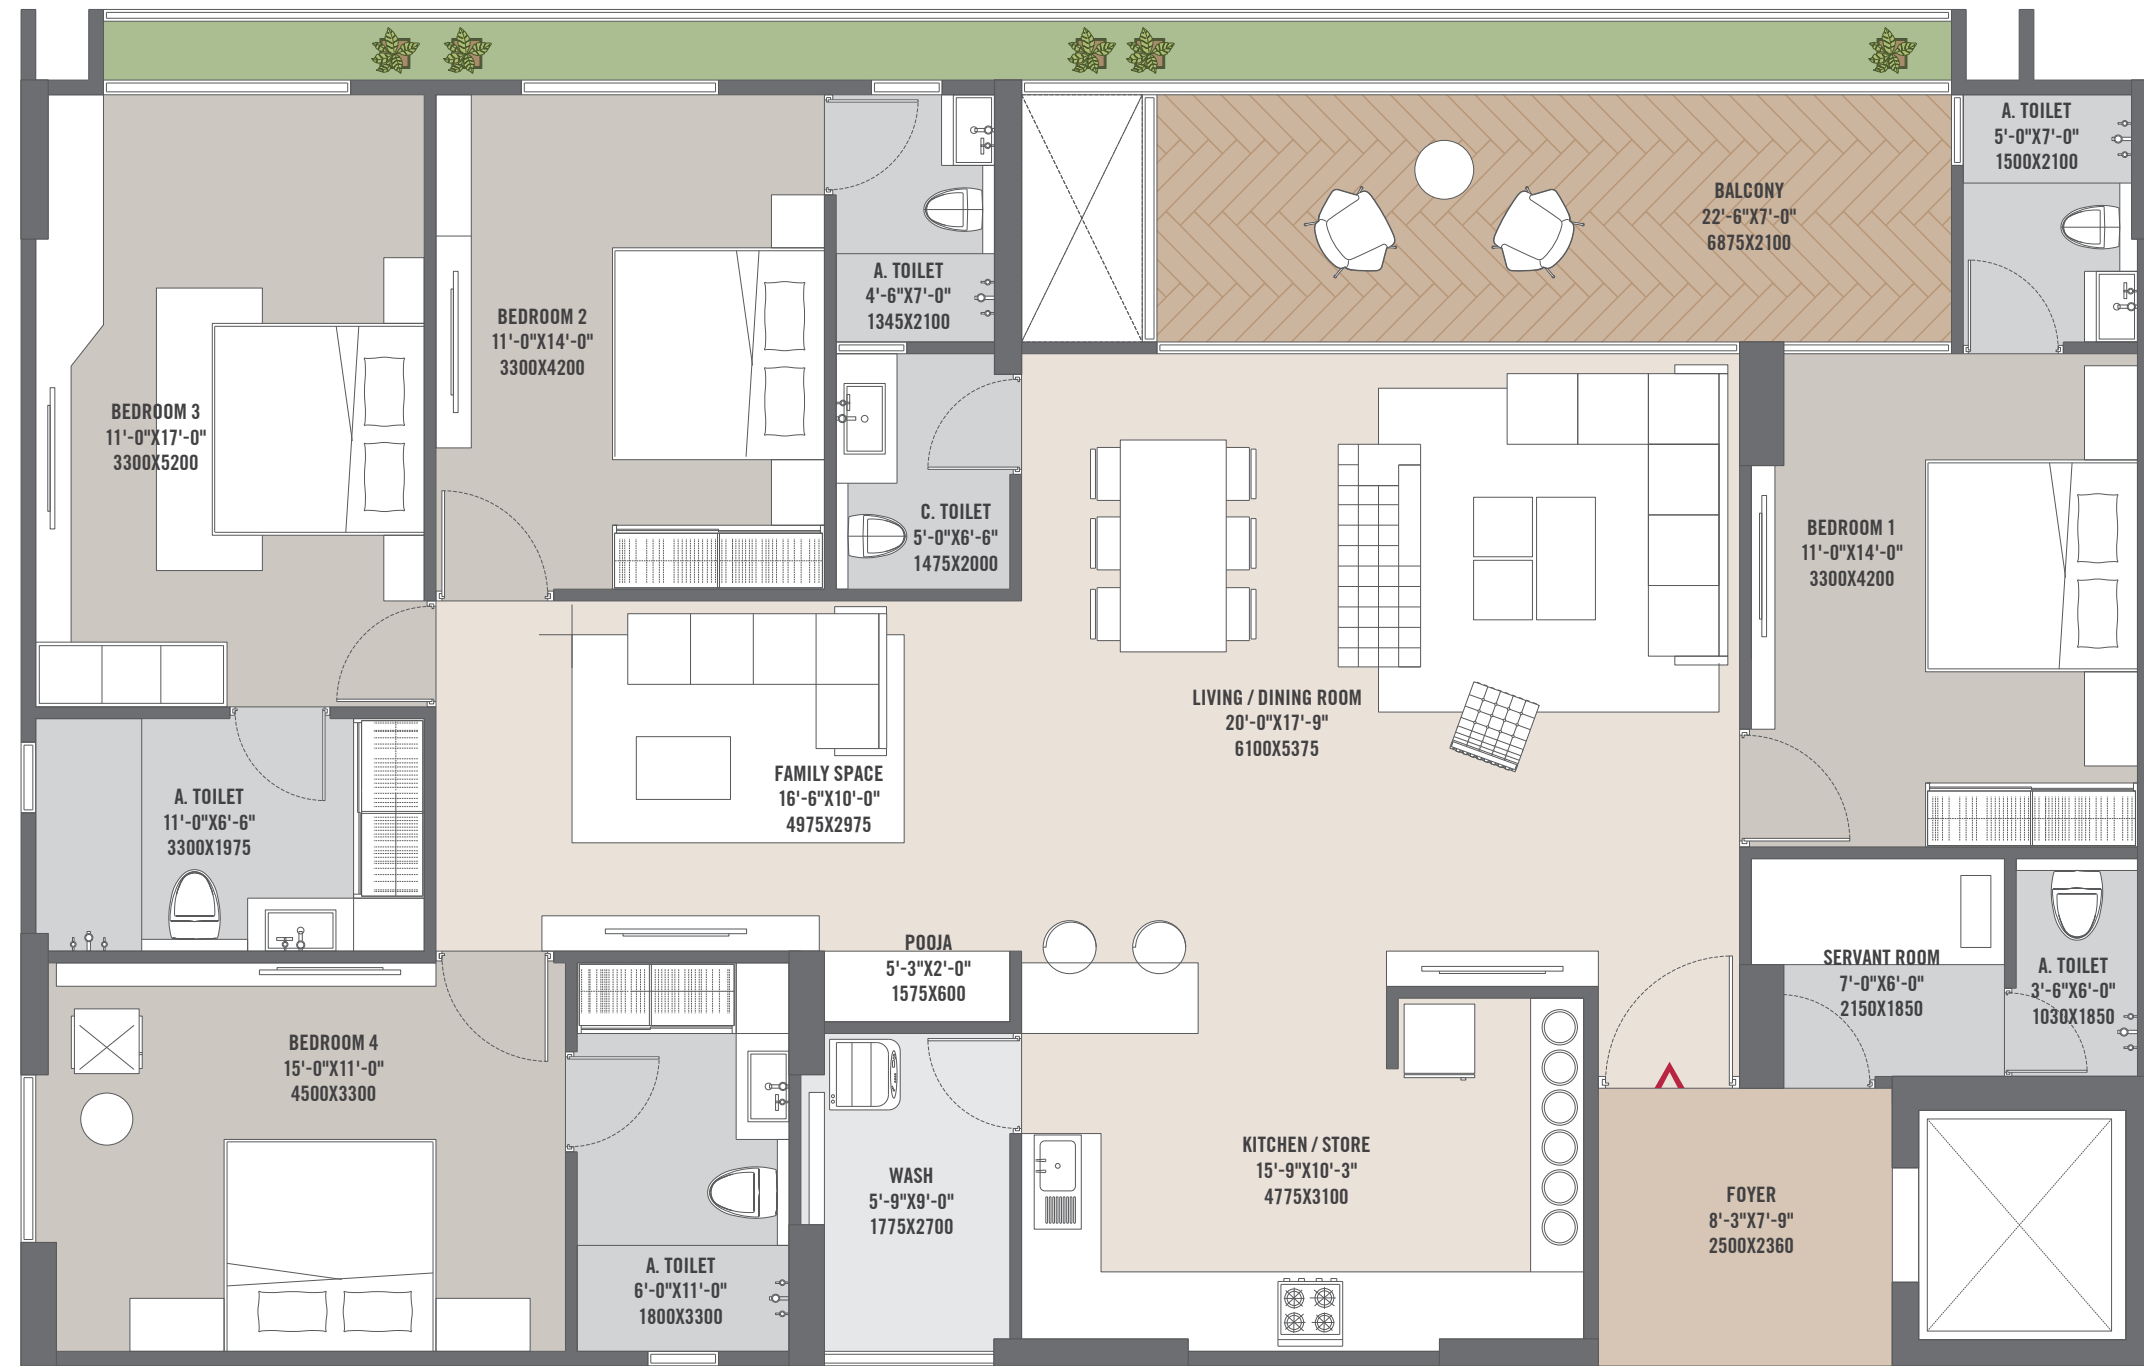 A. TOILET
5'-0"X7'-0"
1500X2100
BALCONY
22'-6"X7'-0"
6875X2100
A. TOILET
4'-6"X7'-0"
1345X2100
BEDROOM 2
11'-0"X14'-0"
3300X4200
BEDROOM 3
11'-0"X17'-0"
3300X5200
C. TOILET
5'-0"X6'-6"
1475X2000
BEDROOM 1
11'-0"X14'-0"
3300X4200
LIVING / DINING ROOM
20'-0"X17'-9"
6100X5375
FAMILY SPACE
16'-6"X10'-0"
4975X2975
A. TOILET
11'-0"X6'-6"
3300X1975
POOJA
5'-3"X2'-0"
1575X600
SERVANT ROOM
7'-0"X6'-0"
2150X1850
A. TOILET
3'-6"X6'-0"
1030X1850
BEDROOM 4
15'-0"X11'-0"
4500X3300
KITCHEN / STORE
15'-9"X10'-3"
4775X3100
WASH
5'-9"X9'-0"
1775X2700
FOYER
8'-3"X7'-9"
2500X2360
A. TOILET
6'-0"X11'-0"
1800X3300